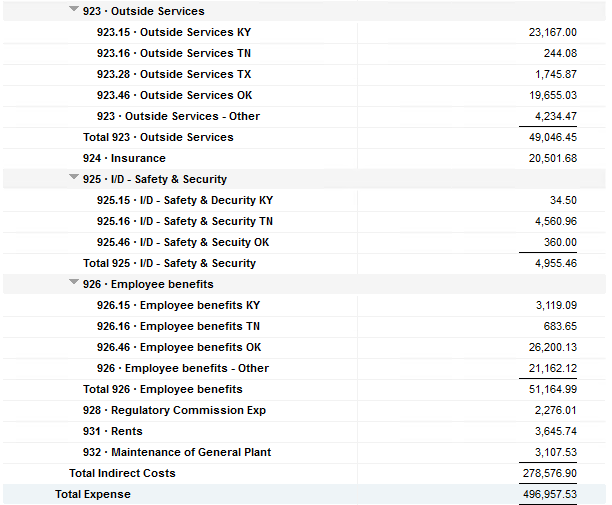 923 · Outside Services
923.15 · Outside Services KY 23,167.00
923.16 · Outside Services TN 244.08
923.28 · Outside Services TX 1,745.87
923.46 · Outside Services OK 19,655.03
923 · Outside Services - Other 4,234.47
Total 923 · Outside Services 49,046.45
924 · Insurance 20,501.68
925 · I/D - Safety & Security
925.15 · I/D - Safety & Decurity KY 34.50
925.16 · I/D - Safety & Security TN 4,560.96
925.46 · I/D - Safety & Secuity OK 360.00
Total 925 · I/D - Safety & Security 4,955.46
926 · Employee benefits
926.15 · Employee benefits KY 3,119.09
926.16 · Employee benefits TN 683.65
926.46 · Employee benefits OK 26,200.13
926 · Employee benefits - Other 21,162.12
Total 926 · Employee benefits 51,164.99
928 · Regulatory Commission Exp 2,276.01
931 · Rents 3,645.74
932 · Maintenance of General Plant 3,107.53
Total Indirect Costs 278,576.90
Total Expense 496,957.53